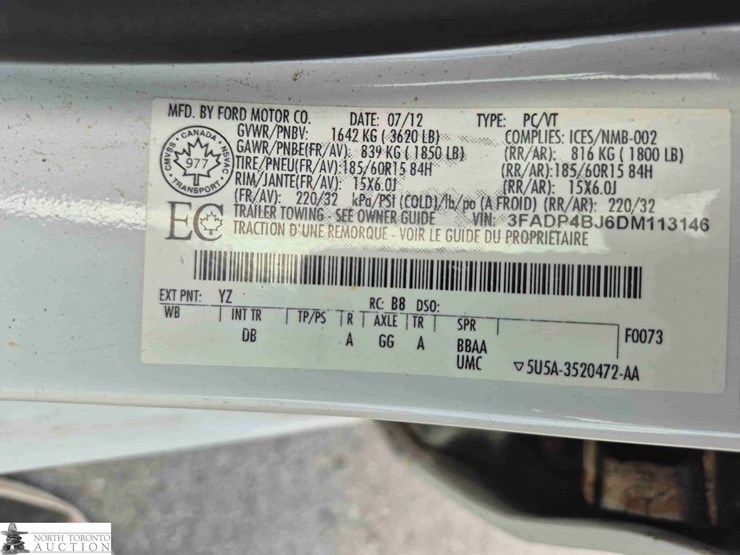 MFD. BY FORD MOTOR CO. DATE: 07/12 TYPE: PC/VT
GVWR/PNBV: 1642 KG ( 3620 LB) COMPLIES: ICES/NMB-002
GAWR/PNBE(FR/AV): 839 KG ( 1850 LB) (RR/AR): 816 KG ( 1800 LB)
TIRE/PNEU(FR/AV): 185/60R15 84H (RR/AR): 185/60R15 84H
RIM/JANTE(FR/AV): 15X6.0J (RR/AR): 15X6.0J
(FR/AV): 220/32 kPa/PSI (COLD)/lb/po (A FROID) (RR/AR): 220/32
TRAILER TOWING - SEE OWNER GUIDE VIN: 3FADP4BJ6DM113146
TRACTION D'UNE REMORQUE - VOIR LE GUIDE DU PROPRIETAIRE
CANADA
CMVSS NSVAC
977
TRANSPORT
EC
EXT PNT: YZ RC: B8 DSO:
WB INT TR TP/PS R AXLE TR SPR F0073
DB A GG A BBAA
UMC 5U5A-3520472-AA
NORTH TORONTO
AUCTION